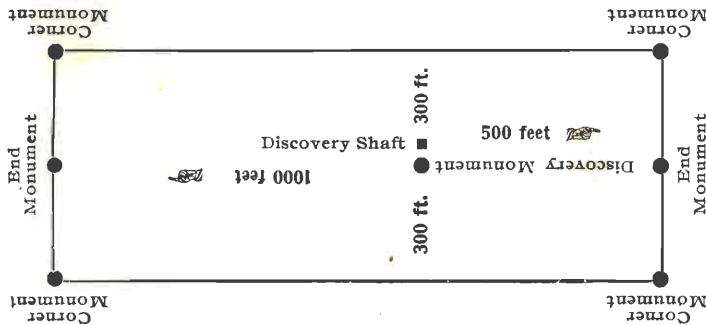 Corner
Monument
Corner
Monument
End
Monument
300 ft.
Discovery Shaft
500 feet
Discovery Monument
1000 feet
300 ft.
End
Monument
Corner
Monument
Corner
Monument